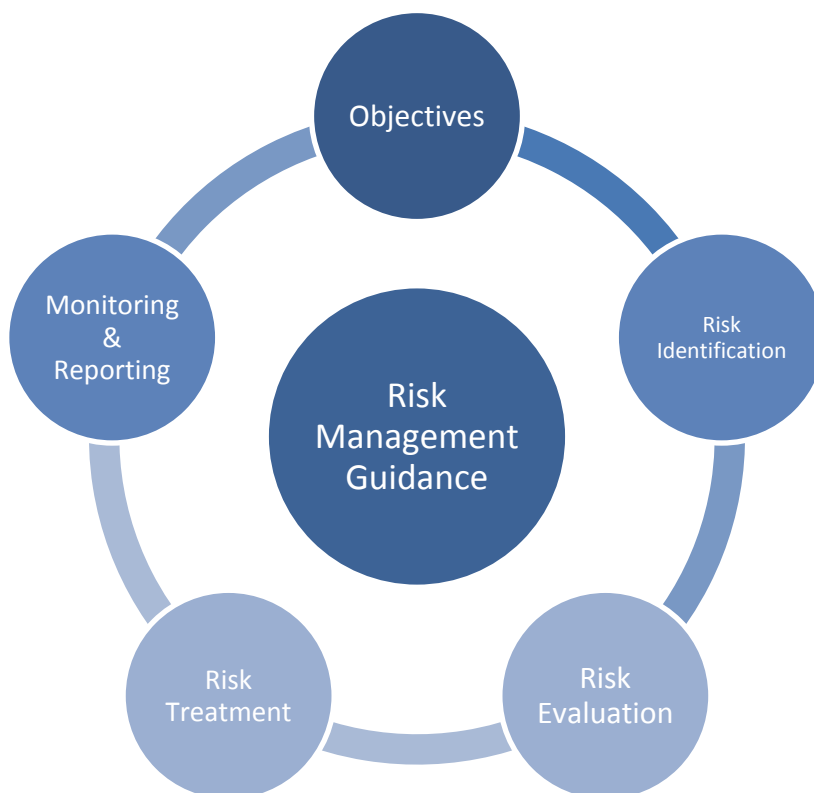 Objectives
Risk
Identification
Risk
Evaluation
Risk
Treatment
Monitoring
&
Reporting
Risk
Management
Guidance